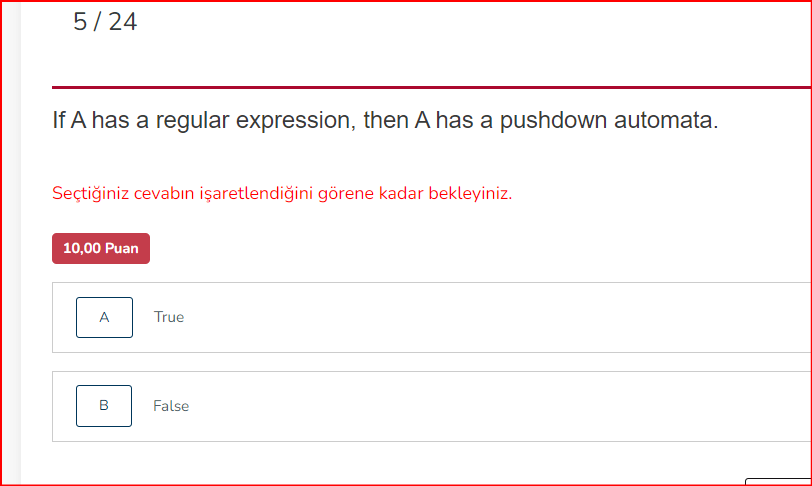 5 / 24
If A has a regular expression, then A has a pushdown automata.
Seçtiğiniz cevabın işaretlendiğini görene kadar bekleyiniz.
10,00 Puan
A True
B False